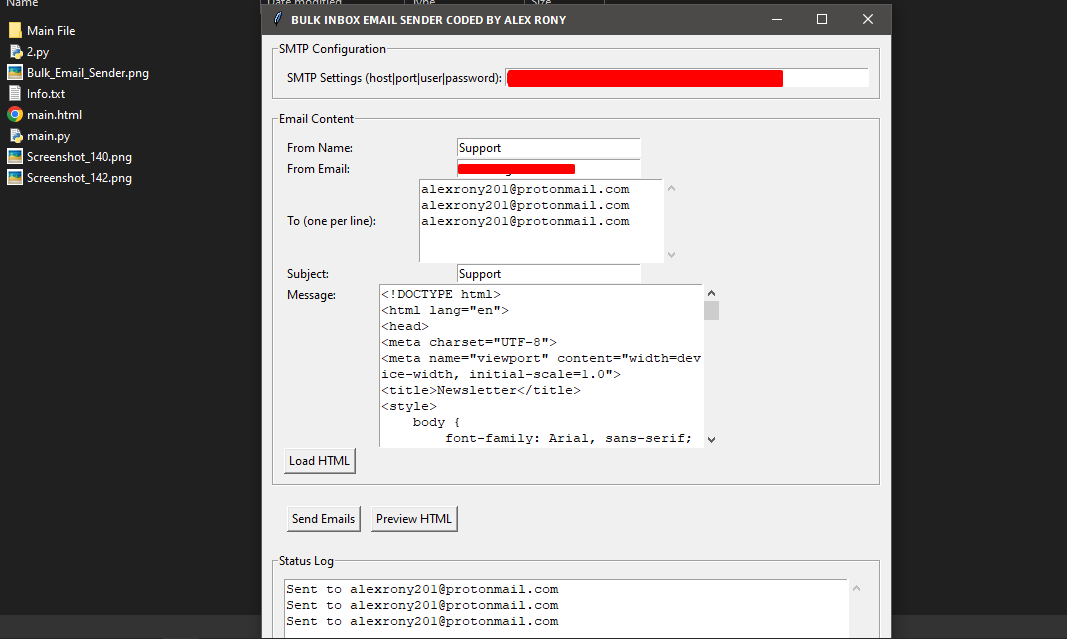 Name
Date modified
Type
Size
Main File
2.py
Bulk_Email_Sender.png
Info.txt
main.html
main.py
Screenshot_140.png
Screenshot_142.png
BULK INBOX EMAIL SENDER CODED BY ALEX RONY
SMTP Configuration
SMTP Settings (host|port|user|password):
Email Content
From Name: Support
From Email:
To (one per line):
alexrony201@protonmail.com
alexrony201@protonmail.com
alexrony201@protonmail.com
Subject: Support
Message:
<!DOCTYPE html>
<html lang="en">
<head>
<meta charset="UTF-8">
<meta name="viewport" content="width=dev
ice-width, initial-scale=1.0">
<title>Newsletter</title>
<style>
body {
font-family: Arial, sans-serif;
Load HTML
Send Emails Preview HTML
Status Log
Sent to alexrony201@protonmail.com
Sent to alexrony201@protonmail.com
Sent to alexrony201@protonmail.com